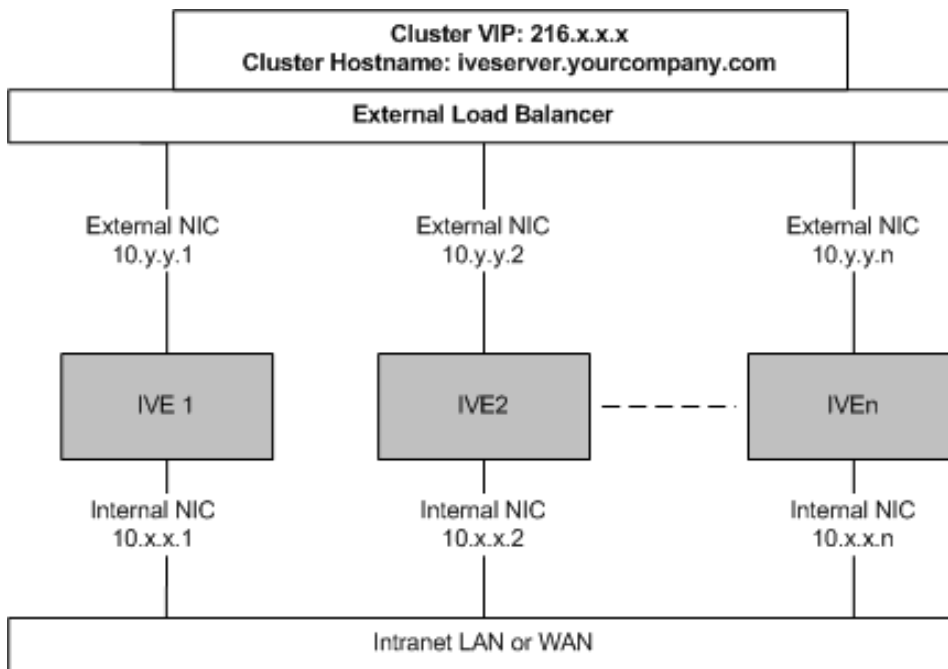 Cluster VIP: 216.x.x.x
Cluster Hostname: iveserver.yourcompany.com
External Load Balancer
External NIC
10.y.y.1
External NIC
10.y.y.2
External NIC
10.y.y.n
IVE 1
IVE2
IVEn
Internal NIC
10.x.x.1
Internal NIC
10.x.x.2
Internal NIC
10.x.x.n
Intranet LAN or WAN